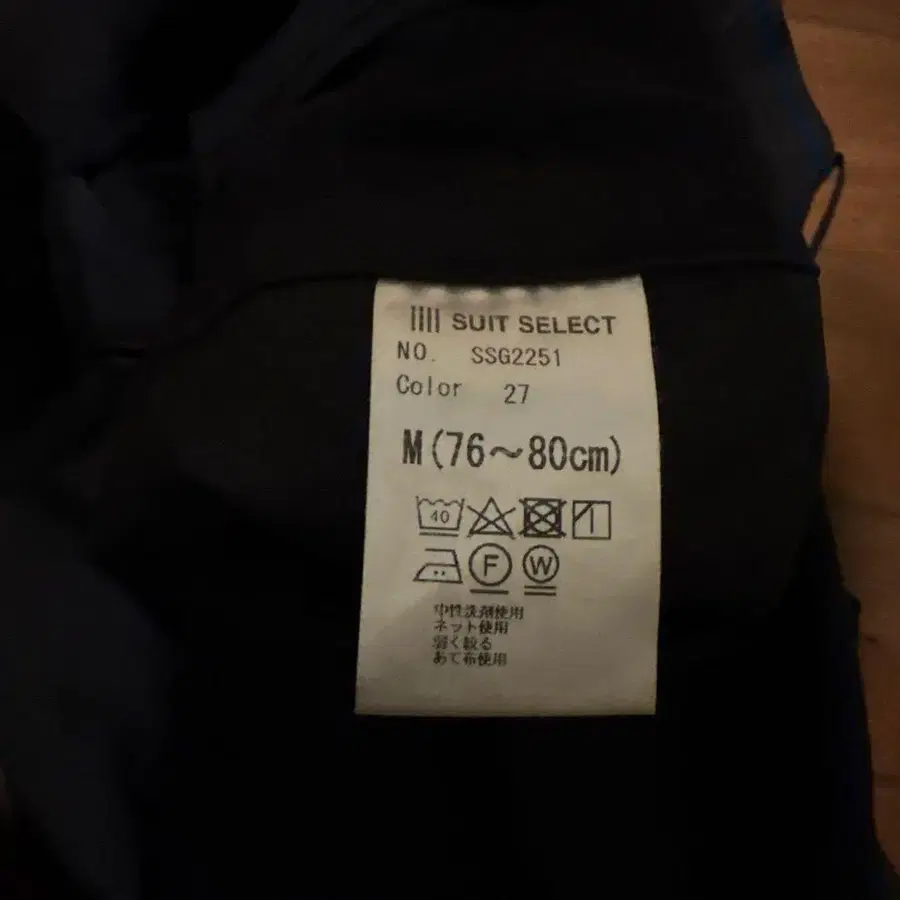 SUIT SELECT
NO. SSG2251
Color 27
M(76～80cm)
40
F W
中性洗剤使用
ネット使用
弱く絞る
あて布使用